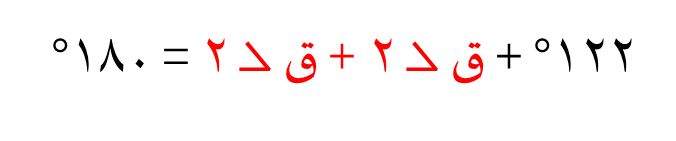 ١٢٢° + ق ∠ ٢ + ق ∠ ٢ = ١٨٠°